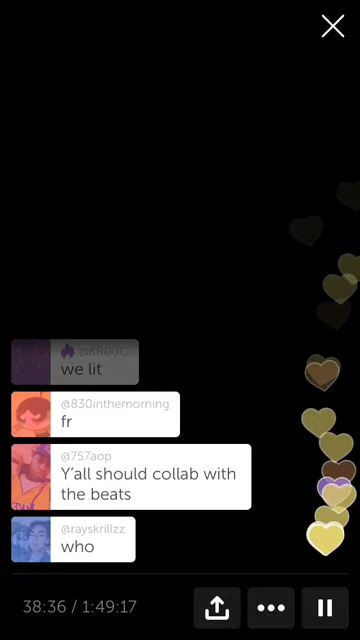 we lit
@830inthemorning
fr
@757aop
Y'all should collab with
the beats
@rayskrillzz
who
38:36 / 1:49:17